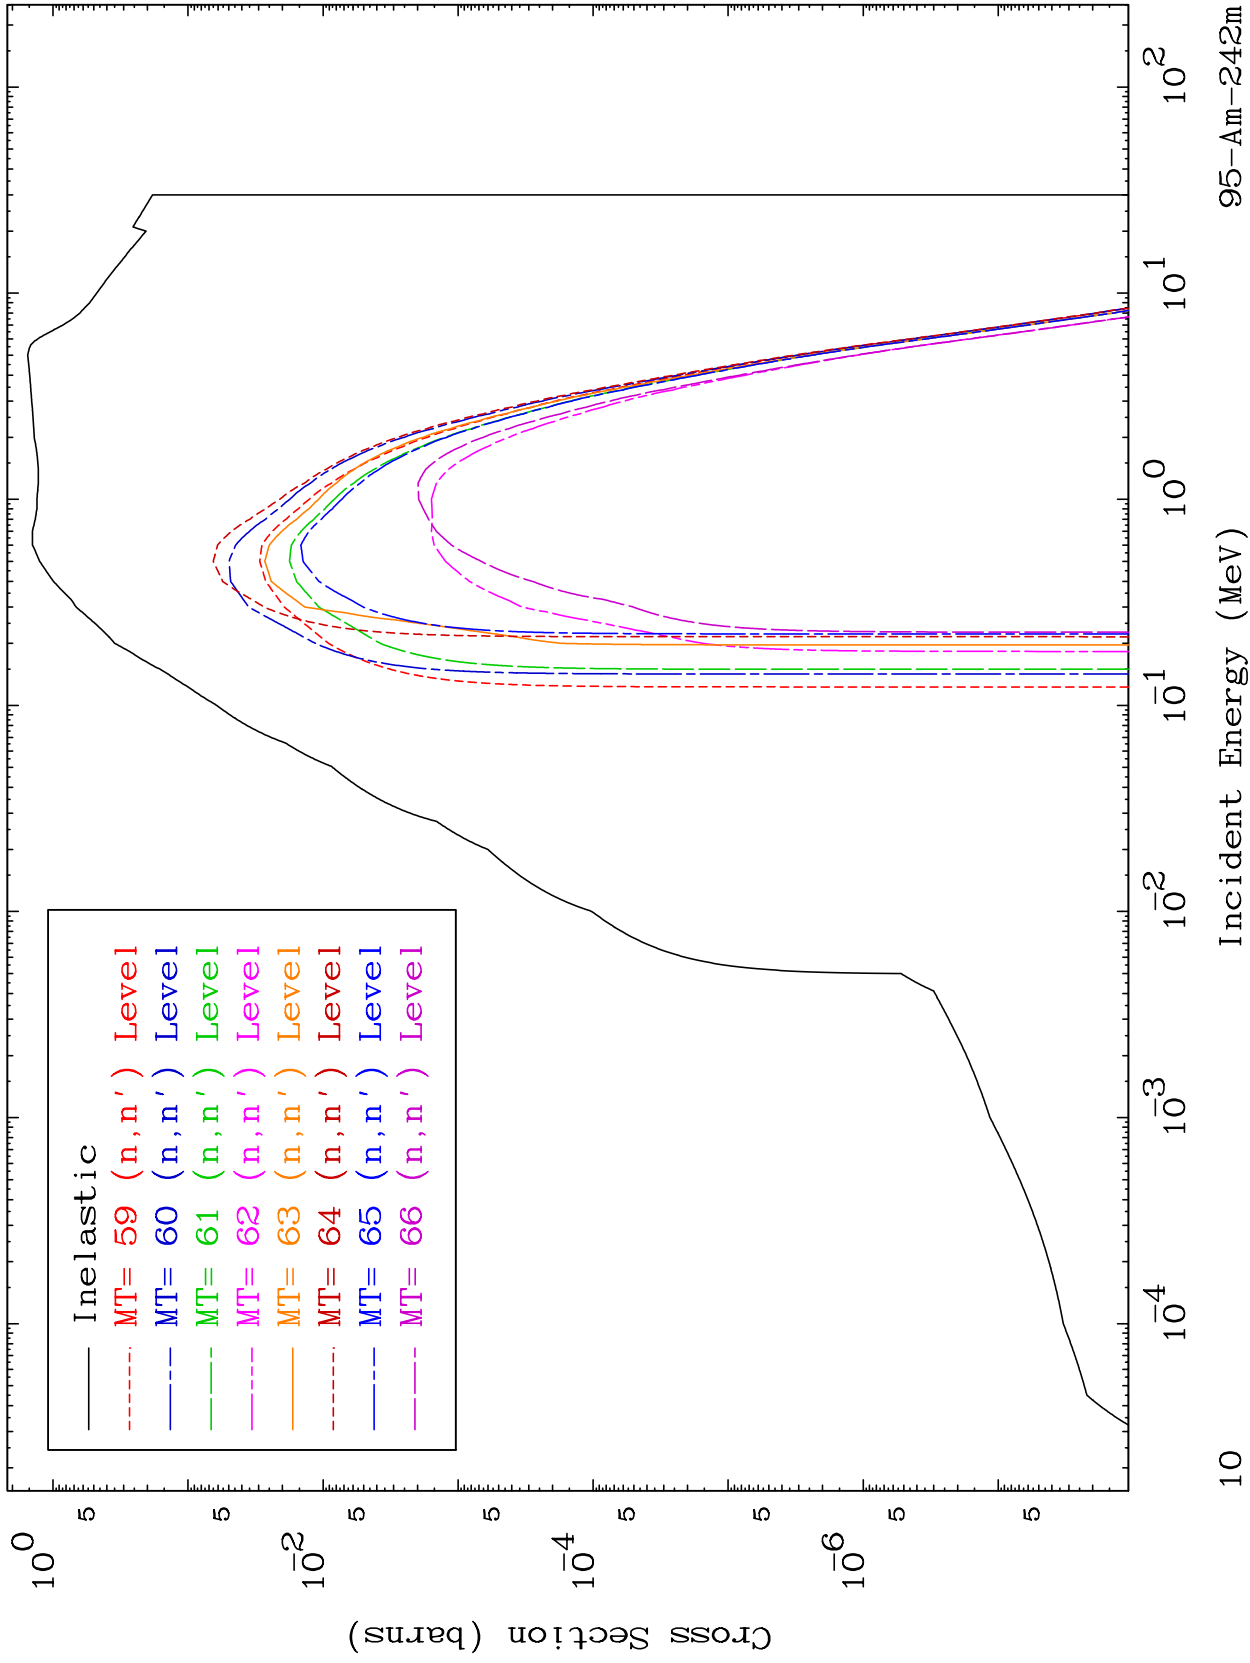 Inelastic
MT= 59 (n,n') Level
MT= 60 (n,n') Level
MT= 61 (n,n') Level
MT= 62 (n,n') Level
MT= 63 (n,n') Level
MT= 64 (n,n') Level
MT= 65 (n,n') Level
MT= 66 (n,n') Level
Cross Section (barns)
10^0
5
5
10^-2
5
5
10^-4
5
5
10^-6
5
5
10^-4
10^-3
10^-2
10^-1
10^0
10^1
10^2
10
Incident Energy (MeV)
95-Am-242m